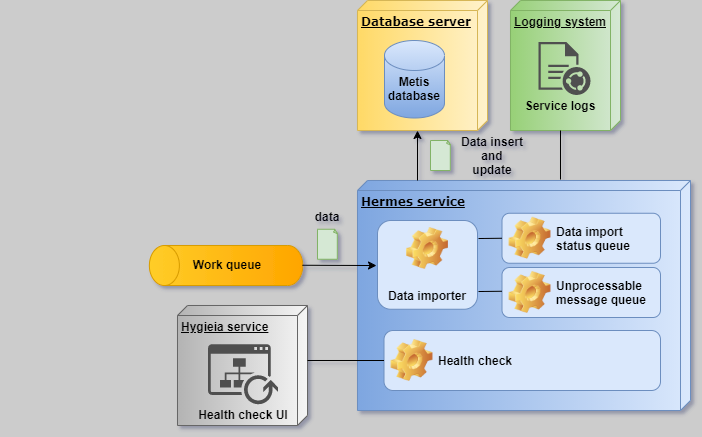 Database server
Metis
database
Logging system
Service logs
Data insert
and
update
Hermes service
data
Work queue
Data importer
Data import
status queue
Unprocessable
message queue
Health check
Hygieia service
Health check UI